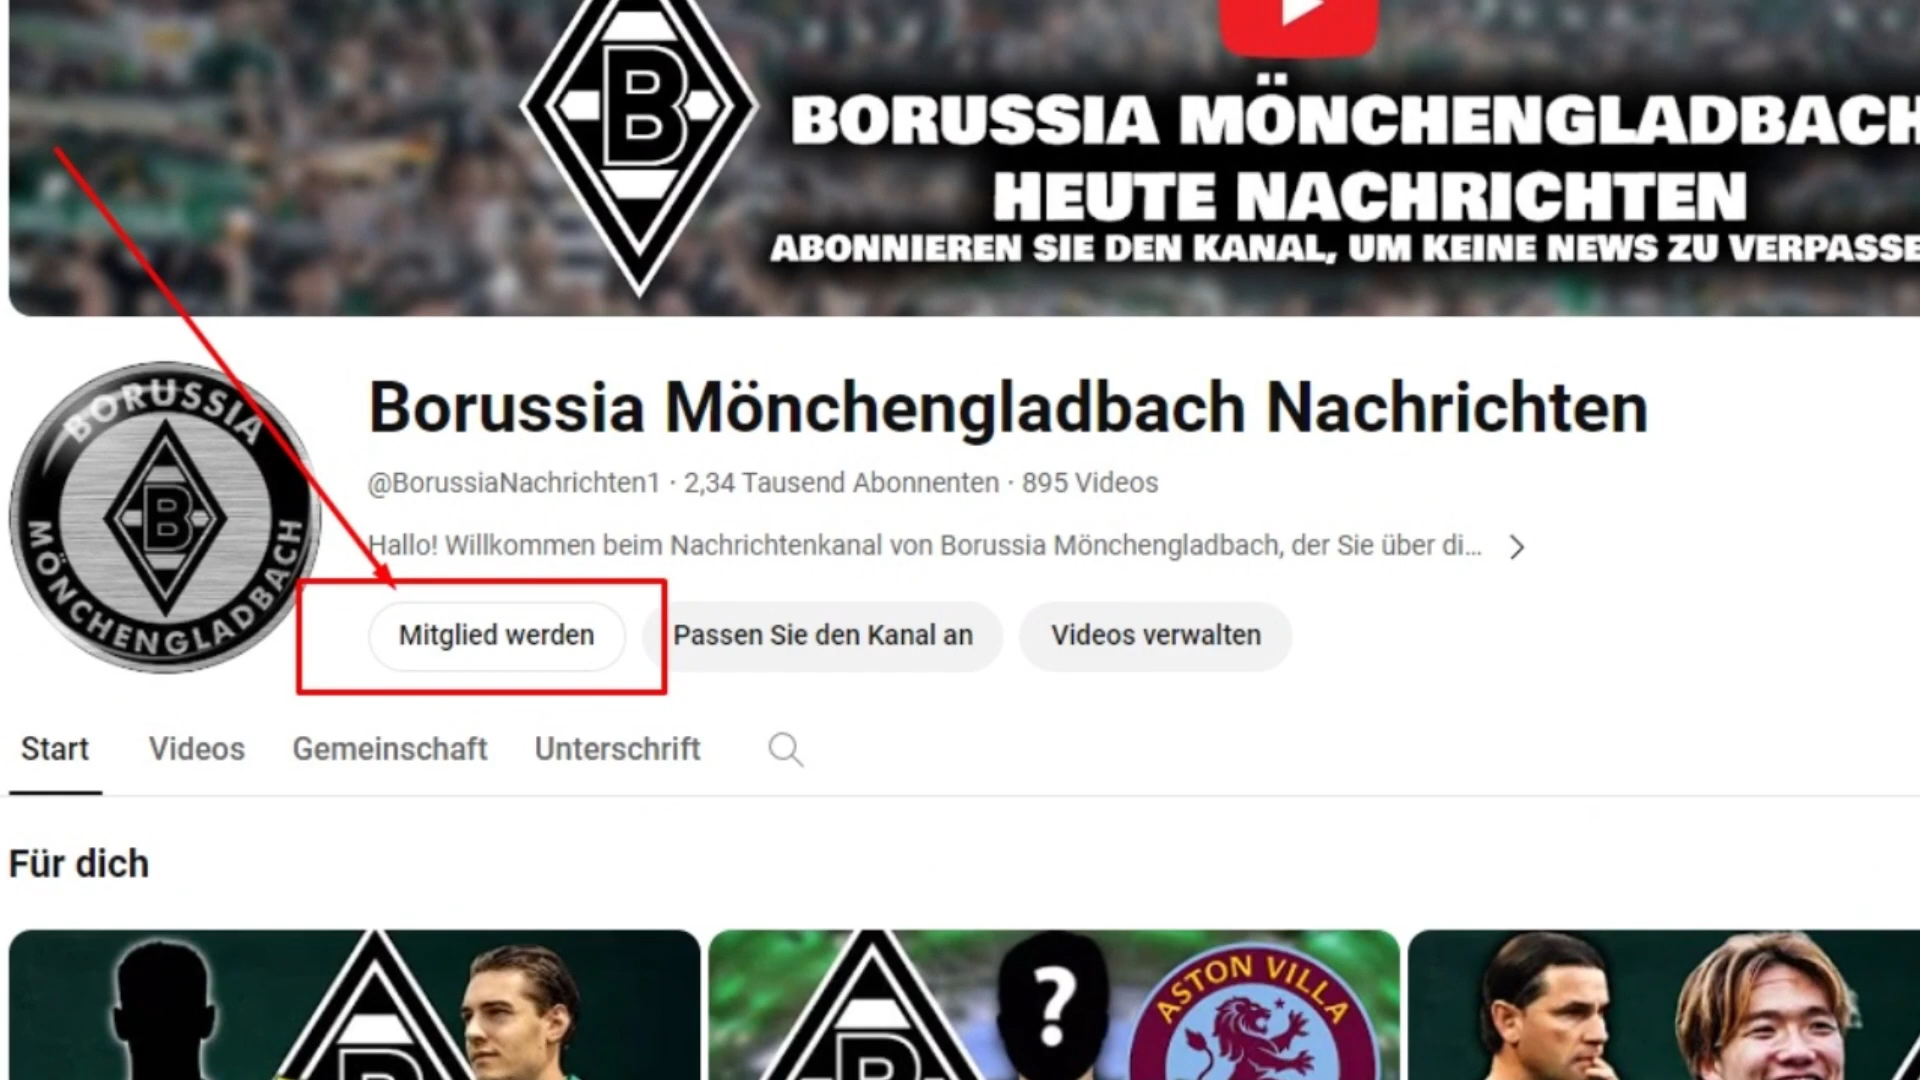 B
BORUSSIA MÖNCHENGLADBACH
HEUTE NACHRICHTEN
ABONNIEREN SIE DEN KANAL, UM KEINE NEWS ZU VERPASSE
BORUSSIA
B
MÖNCHENGLADBACH
Borussia Mönchengladbach Nachrichten
@BorussiaNachrichten1 · 2,34 Tausend Abonnenten · 895 Videos
Hallo! Willkommen beim Nachrichtenkanal von Borussia Mönchengladbach, der Sie über di...
Mitglied werden
Passen Sie den Kanal an
Videos verwalten
Start
Videos
Gemeinschaft
Unterschrift
Für dich
B
B
?
ASTON VILLA